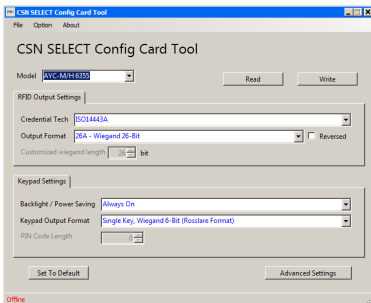 CSN SELECT Config Card Tool
File Option About
CSN SELECT Config Card Tool
Model AYC-M/H6355 Read Write
RFID Output Settings
Credential Tech ISO14443A
Output Format 26A - Wiegand 26-Bit Reversed
Customized wiegand length 26 bit
Keypad Settings
Backlight / Power Saving Always On
Keypad Output Format Single Key, Wiegand 6-Bit (Rosslare Format)
PIN Code Length 0
Set To Default Advanced Settings
Offline